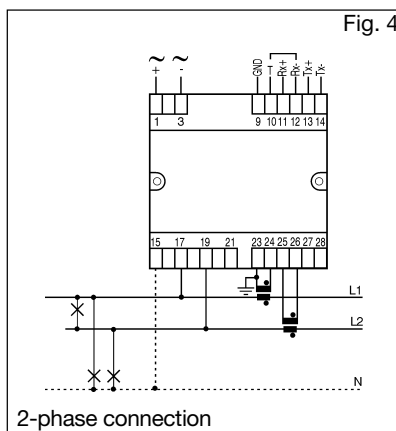 Fig. 4
~ ~
+ -
GND T Rx+ Rx- Tx+ Tx-
1 3 9 10 11 12 13 14
15 17 19 21 23 24 25 26 27 28
L1
L2
N
2-phase connection